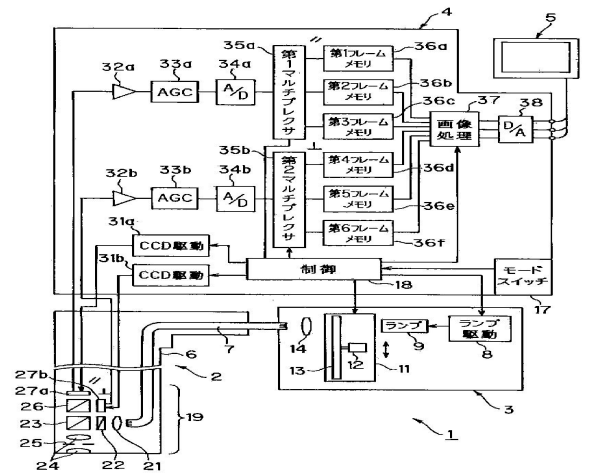 4
5
35a
//
第1フレームメモリ
36a
32a
33a
34a
AGC
A/D
第1マルチプレクサ
第2フレームメモリ
36b
36c
37
38
第3フレームメモリ
画像処理
D/A
35b
⊥
第4フレームメモリ
36d
32b
33b
34b
AGC
A/D
第2マルチプレクサ
第5フレームメモリ
36e
31a
CCD駆動
第6フレームメモリ
36f
31b
CCD駆動
制御
18
モードスイッチ
17
7
6
14
13
12
11
ランプ
9
ランプ駆動
8
3
27b
//
2
27a
⊥
26
23
19
25
24
22
21
1